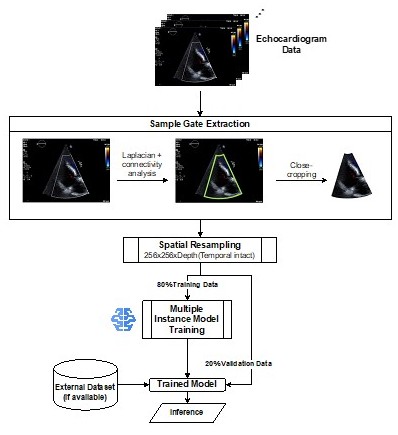 Echocardiogram
Data
Sample Gate Extraction
Laplacian +
connectivity
analysis
Close-
cropping
Spatial Resampling
256x256xDepth(Temporal intact)
80%Training Data
Multiple
Instance Model
Training
20%Validation Data
External Dataset
(if available)
Trained Model
Inference